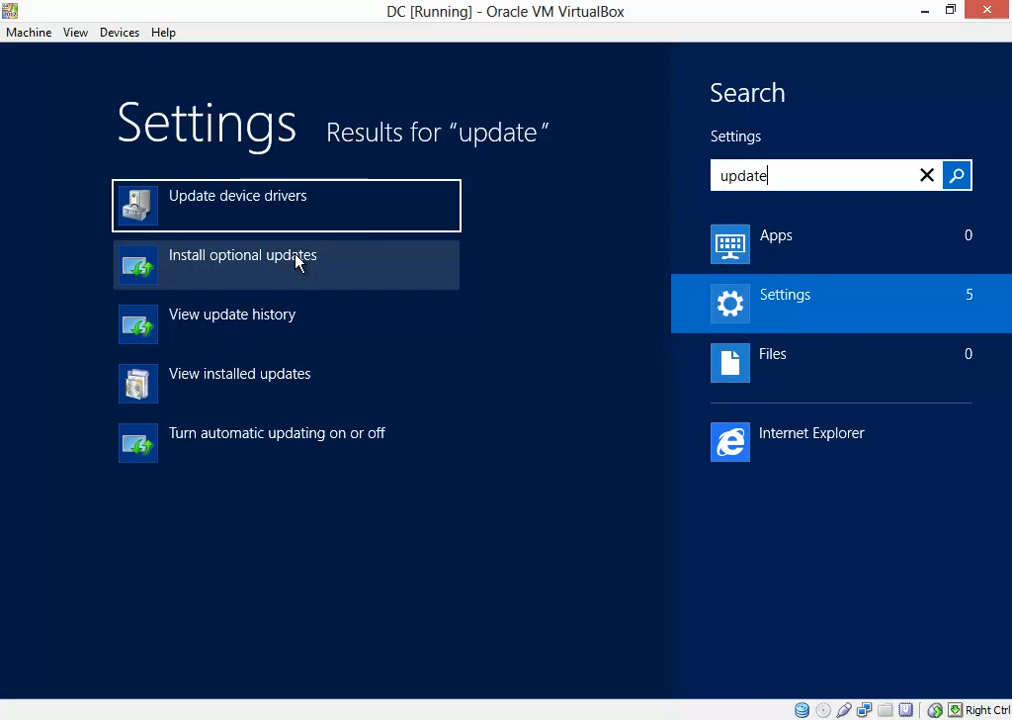 DC [Running] - Oracle VM VirtualBox
Machine View Devices Help
Settings Results for “update”
Update device drivers
Install optional updates
View update history
View installed updates
Turn automatic updating on or off
Search
Settings
update
Apps 0
Settings 5
Files 0
Internet Explorer
Right Ctrl